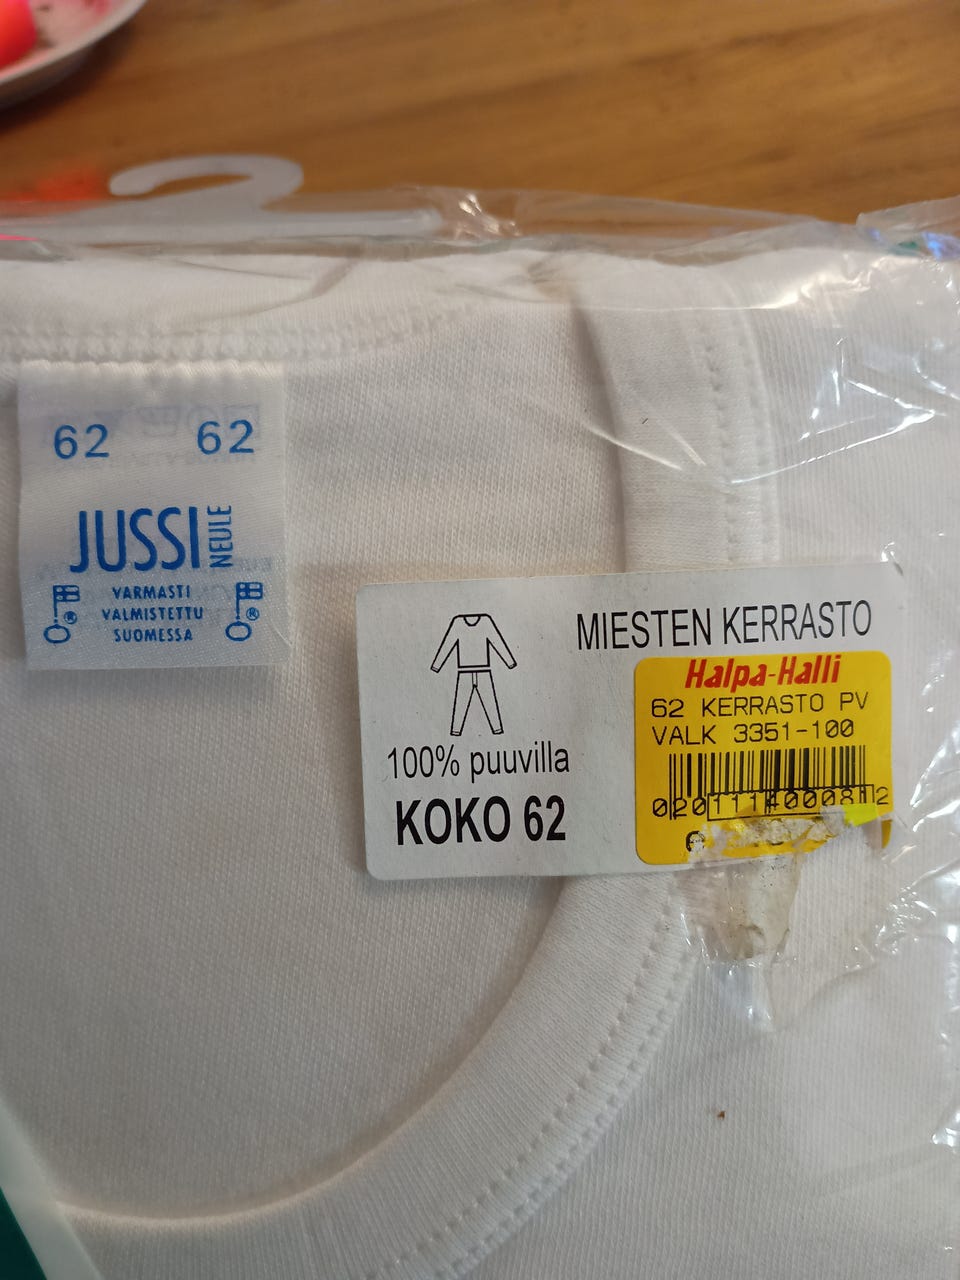 62 62
JUSSI NEULE
VARMASTI
VALMISTETTU
SUOMESSA
MIESTEN KERRASTO
100% puuvilla
KOKO 62
Halpa-Halli
62 KERRASTO PV
VALK 3351-100
0201114000812